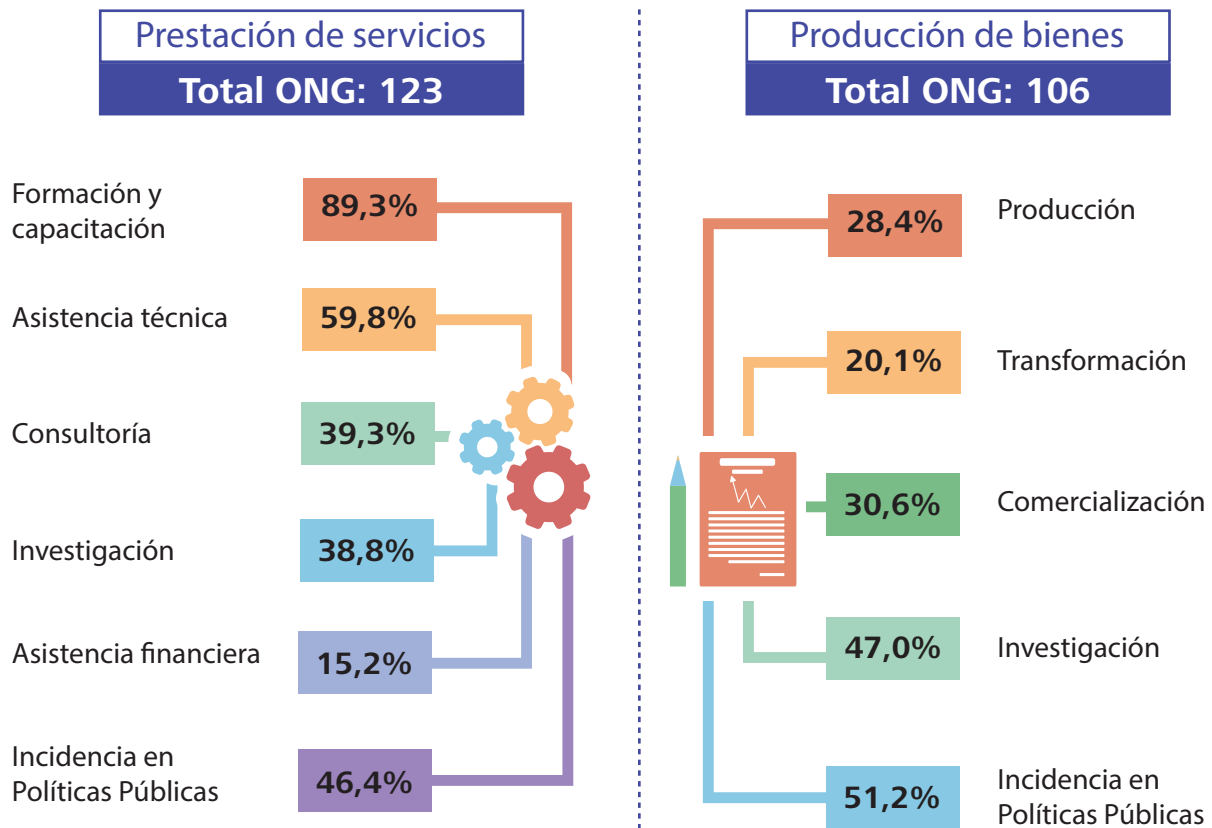 Prestación de servicios
Total ONG: 123
Formación y
capacitación
89,3%
Asistencia técnica
59,8%
Consultoría
39,3%
Investigación
38,8%
Asistencia financiera
15,2%
Incidencia en
Políticas Públicas
46,4%
Producción de bienes
Total ONG: 106
28,4%
Producción
20,1%
Transformación
30,6%
Comercialización
47,0%
Investigación
51,2%
Incidencia en
Políticas Públicas